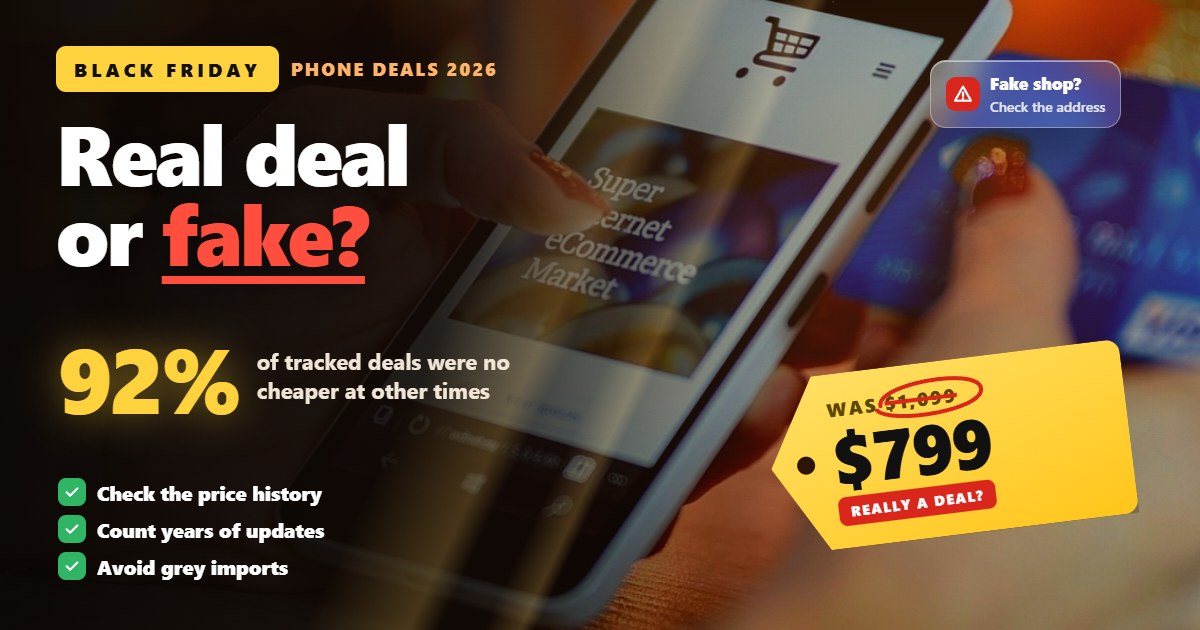 BLACK FRIDAY PHONE DEALS 2026
Real deal
or fake?
92%
of tracked deals were no
cheaper at other times
Check the price history
Count years of updates
Avoid grey imports
Super
eCommerce
Market
Fake shop?
Check the address
WAS $1,099
$799
REALLY A DEAL?